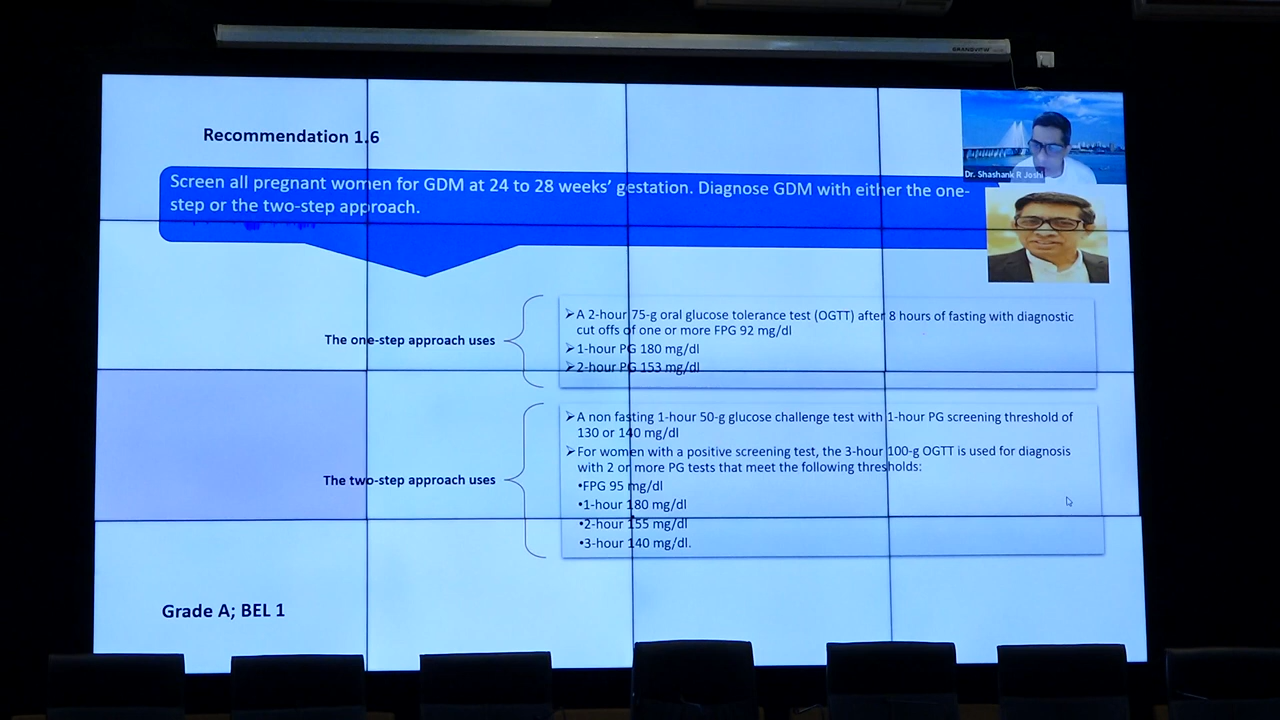 GRANDVIEW
Recommendation 1.6
Dr. Shashank R Joshi
Screen all pregnant women for GDM at 24 to 28 weeks’ gestation. Diagnose GDM with either the one-
step or the two-step approach.
The one-step approach uses
➢A 2-hour 75-g oral glucose tolerance test (OGTT) after 8 hours of fasting with diagnostic
cut offs of one or more FPG 92 mg/dl
➢1-hour PG 180 mg/dl
➢2-hour PG 153 mg/dl
The two-step approach uses
➢A non fasting 1-hour 50-g glucose challenge test with 1-hour PG screening threshold of
130 or 140 mg/dl
➢For women with a positive screening test, the 3-hour 100-g OGTT is used for diagnosis
with 2 or more PG tests that meet the following thresholds:
•FPG 95 mg/dl
•1-hour 180 mg/dl
•2-hour 155 mg/dl
•3-hour 140 mg/dl.
Grade A; BEL 1